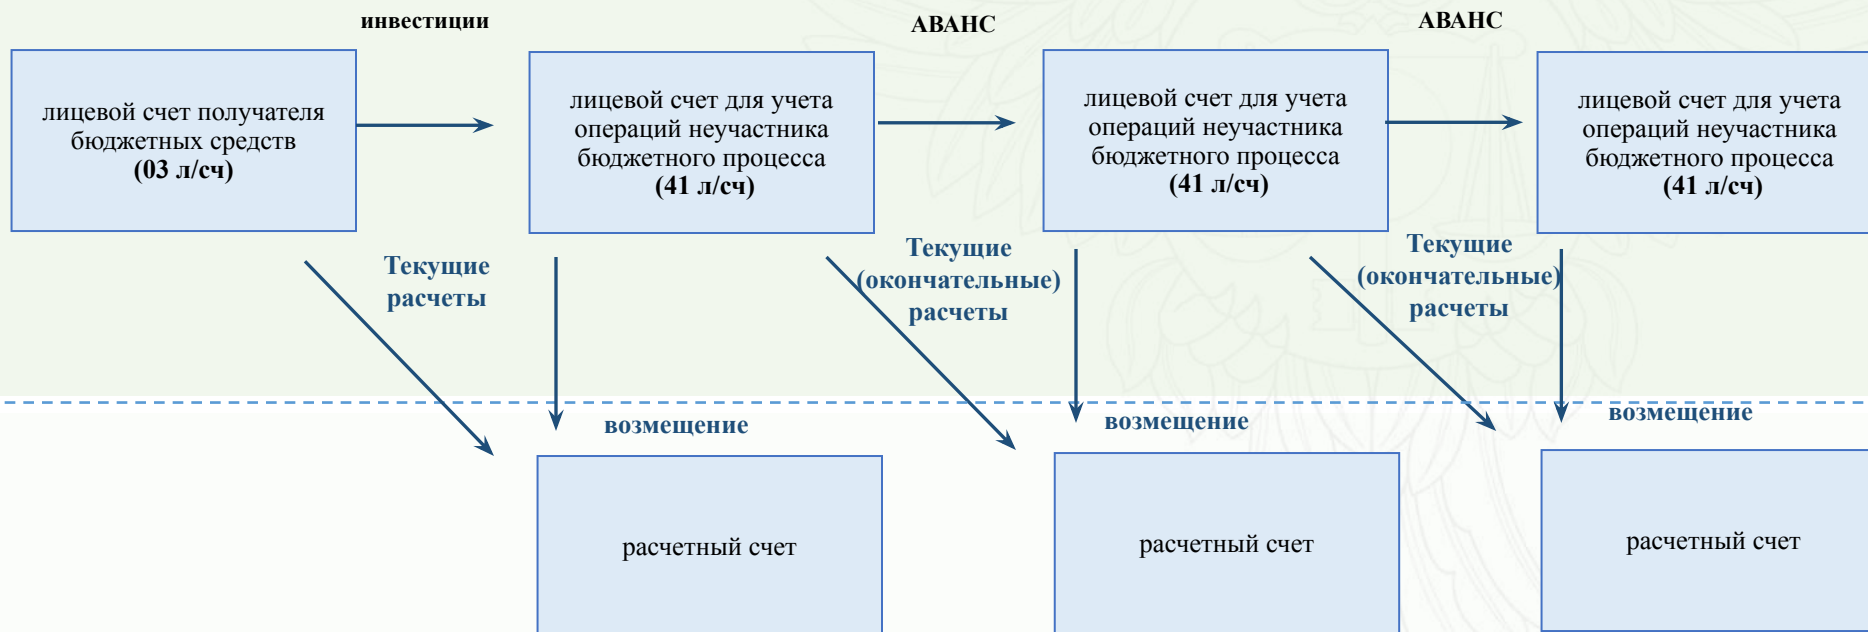 инвестиции
АВАНС
АВАНС
лицевой счет получателя
бюджетных средств
(03 л/сч)
лицевой счет для учета
операций неучастника
бюджетного процесса
(41 л/сч)
лицевой счет для учета
операций неучастника
бюджетного процесса
(41 л/сч)
лицевой счет для учета
операций неучастника
бюджетного процесса
(41 л/сч)
Текущие
расчеты
Текущие
(окончательные)
расчеты
Текущие
(окончательные)
расчеты
возмещение
возмещение
возмещение
расчетный счет
расчетный счет
расчетный счет